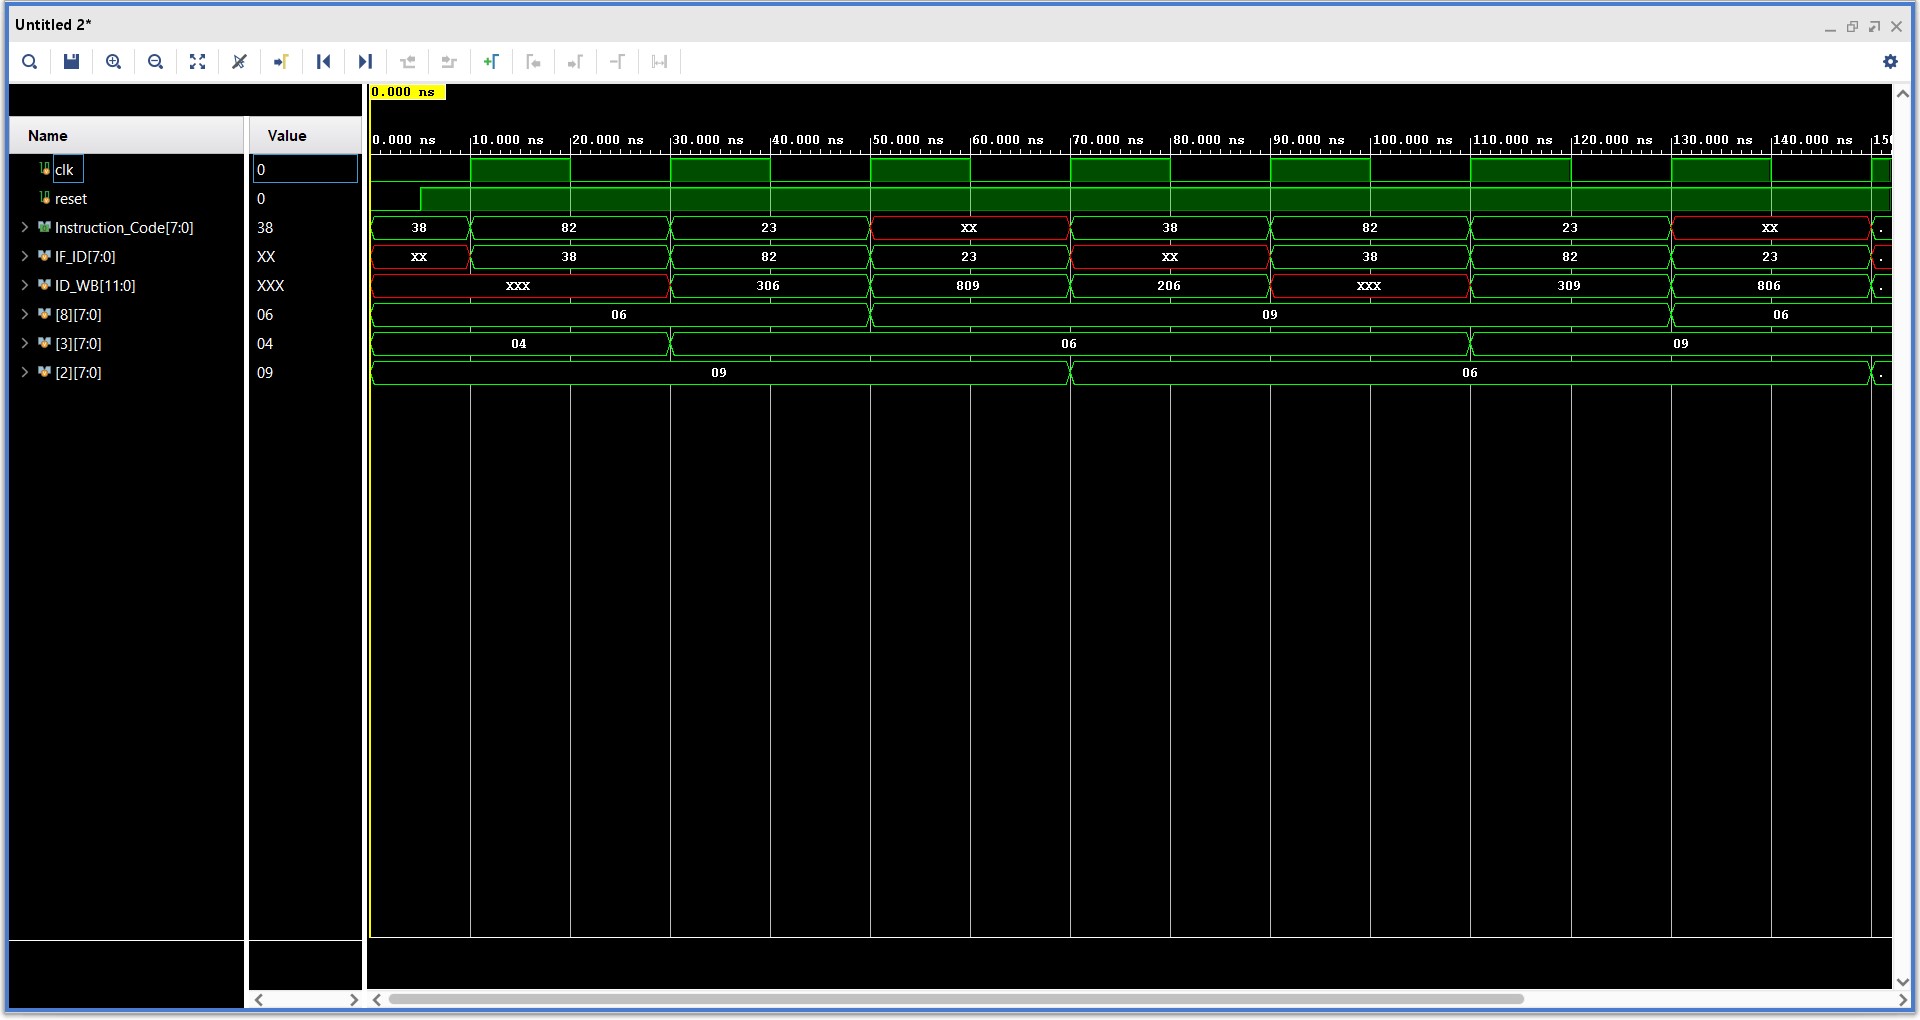 Untitled 2*
0.000 ns
Name Value
0.000 ns 10.000 ns 20.000 ns 30.000 ns 40.000 ns 50.000 ns 60.000 ns 70.000 ns 80.000 ns 90.000 ns 100.000 ns 110.000 ns 120.000 ns 130.000 ns 140.000 ns 150
clk 0
reset 0
Instruction_Code[7:0] 38 38 82 23 XX 38 82 23 XX .
IF_ID[7:0] XX XX 38 82 23 XX 38 82 23 .
ID_WB[11:0] XXX XXX 306 809 206 XXX 309 806 .
[8][7:0] 06 06 09 06
[3][7:0] 04 04 06 09
[2][7:0] 09 09 06 .